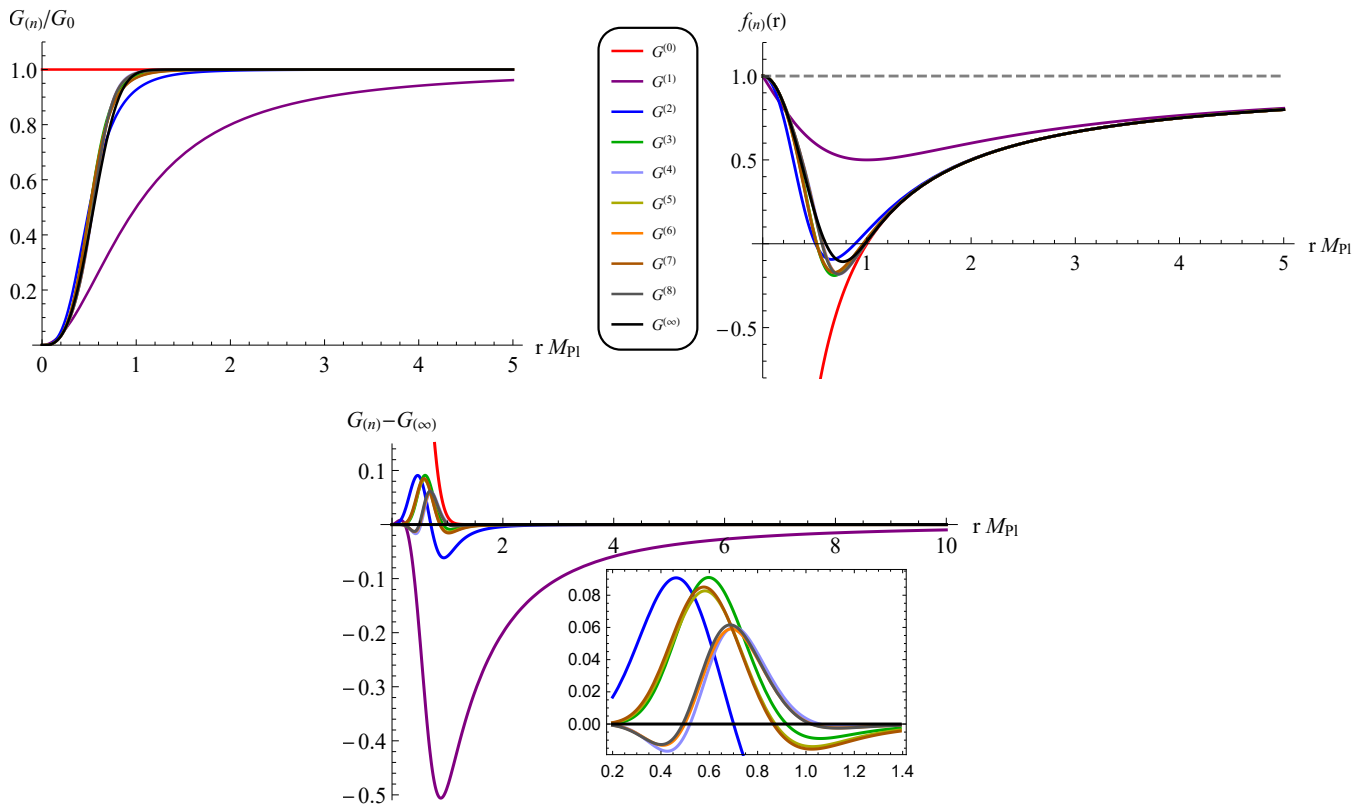 G(n)/G0
1.0
0.8
0.6
0.4
0.2
0
1
2
3
4
5
r MPl
G(0)
G(1)
G(2)
G(3)
G(4)
G(5)
G(6)
G(7)
G(8)
G(∞)
f(n)(r)
1.0
0.5
−0.5
1
2
3
4
5
r MPl
G(n)−G(∞)
0.1
−0.1
−0.2
−0.3
−0.4
−0.5
2
4
6
8
10
r MPl
0.08
0.06
0.04
0.02
0.00
0.2
0.4
0.6
0.8
1.0
1.2
1.4